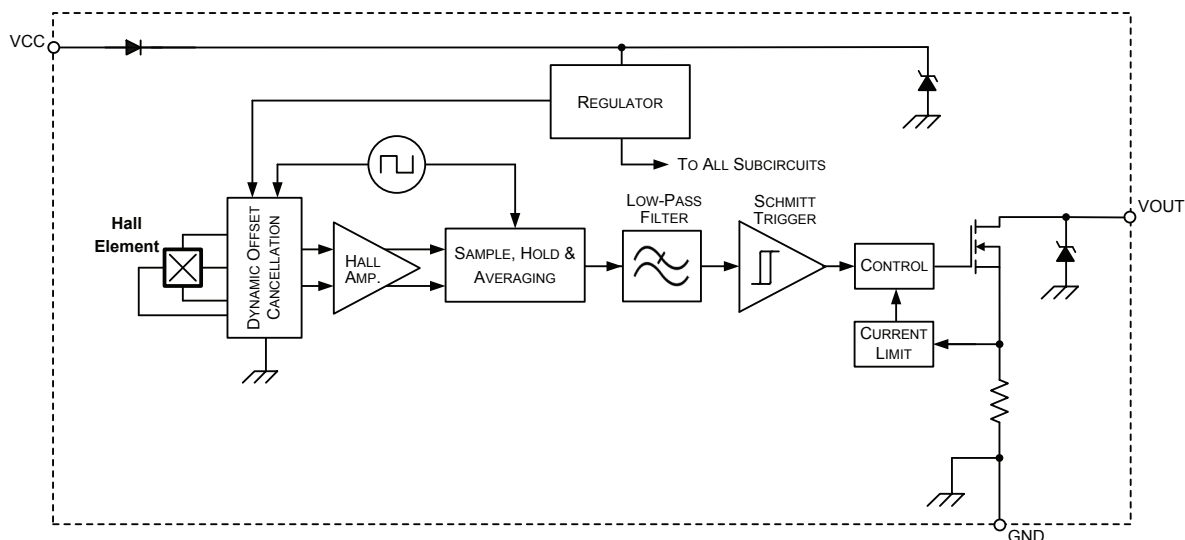 VCC
REGULATOR
TO ALL SUBCIRCUITS
Hall
Element
DYNAMIC OFFSET
CANCELLATION
HALL
AMP.
SAMPLE, HOLD &
AVERAGING
LOW-PASS
FILTER
SCHMITT
TRIGGER
CONTROL
CURRENT
LIMIT
VOUT
GND